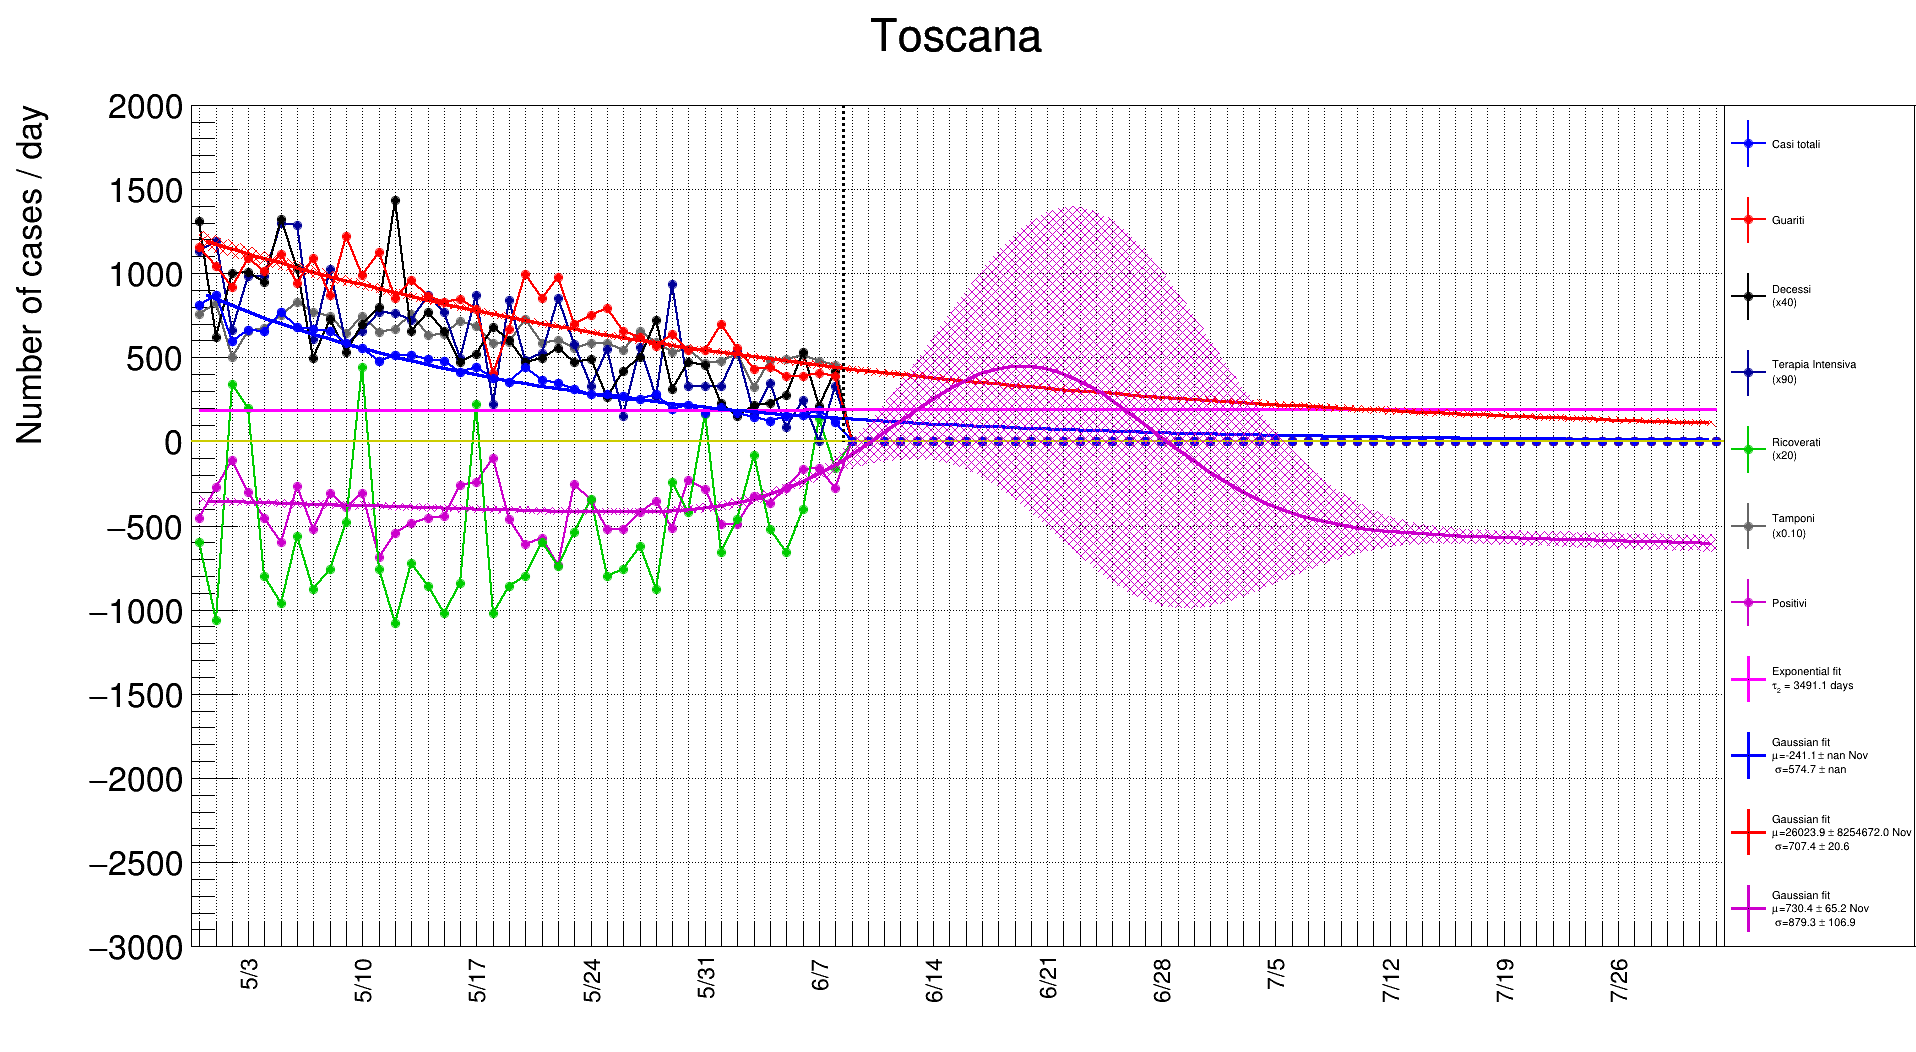 Toscana
Number of cases / day
2000
1500
1000
500
0
−500
−1000
−1500
−2000
−2500
−3000
5/3
5/10
5/17
5/24
5/31
6/7
6/14
6/21
6/28
7/5
7/12
7/19
7/26
Casi totali
Guariti
Decessi
(x40)
Terapia Intensiva
(x90)
Ricoverati
(x20)
Tamponi
(x0.10)
Positivi
Exponential fit
τ₂ = 3491.1 days
Gaussian fit
μ=-241.1 ± nan Nov
σ=574.7 ± nan
Gaussian fit
μ=26023.9 ± 8254672.0 Nov
σ=707.4 ± 20.6
Gaussian fit
μ=730.4 ± 65.2 Nov
σ=879.3 ± 106.9